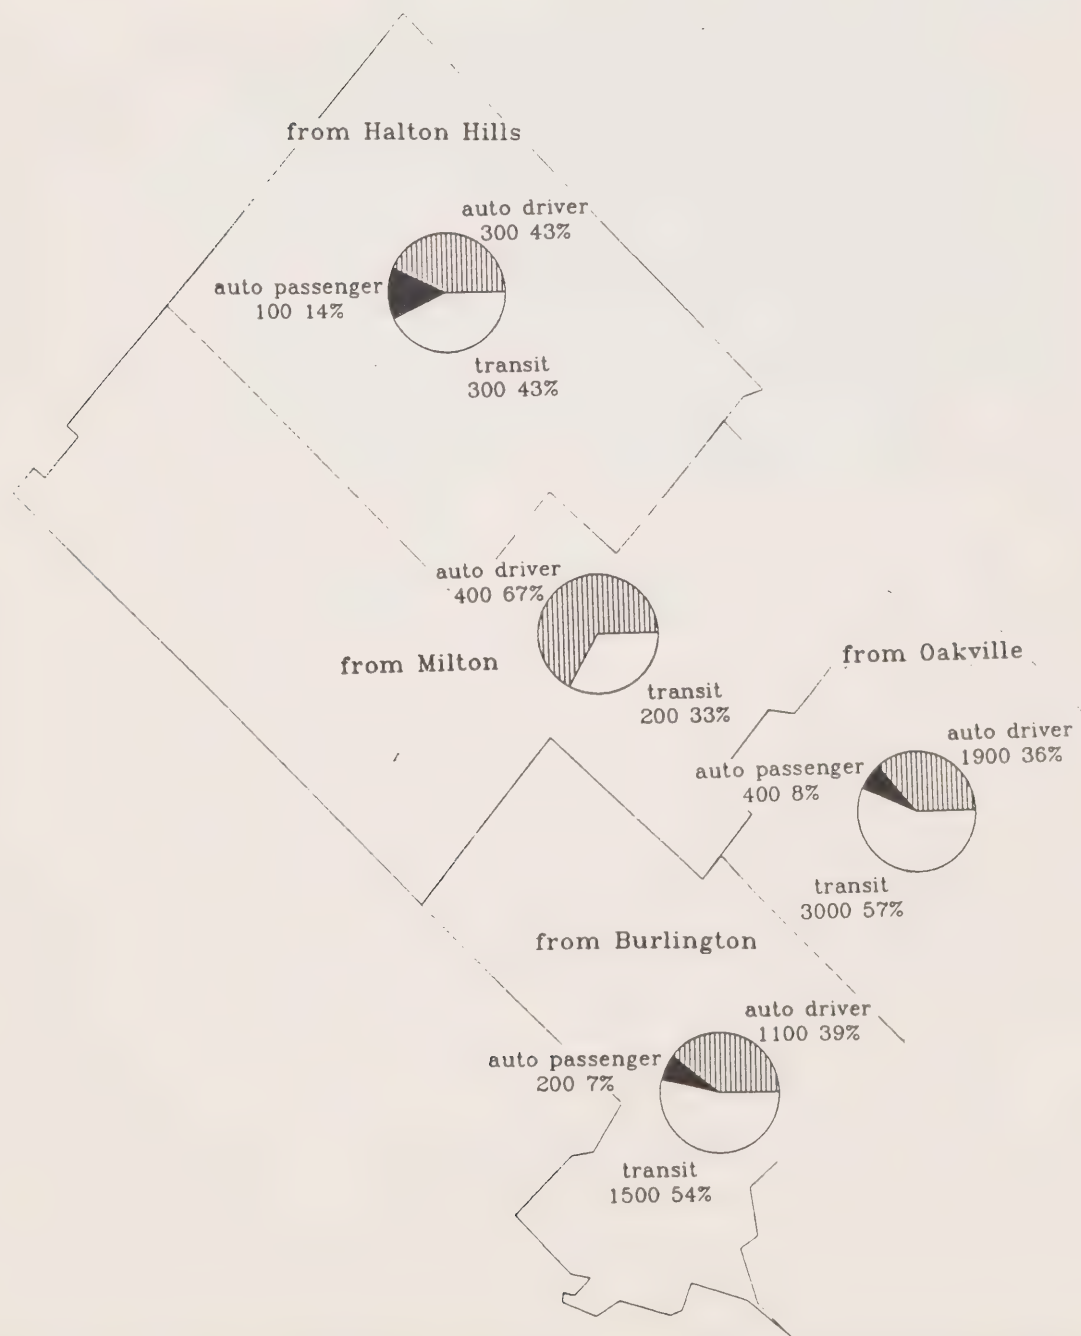 from Halton Hills
auto driver
300 43%
auto passenger
100 14%
transit
300 43%
auto driver
400 67%
from Milton
transit
200 33%
from Oakville
auto driver
1900 36%
auto passenger
400 8%
transit
3000 57%
from Burlington
auto driver
1100 39%
auto passenger
200 7%
transit
1500 54%